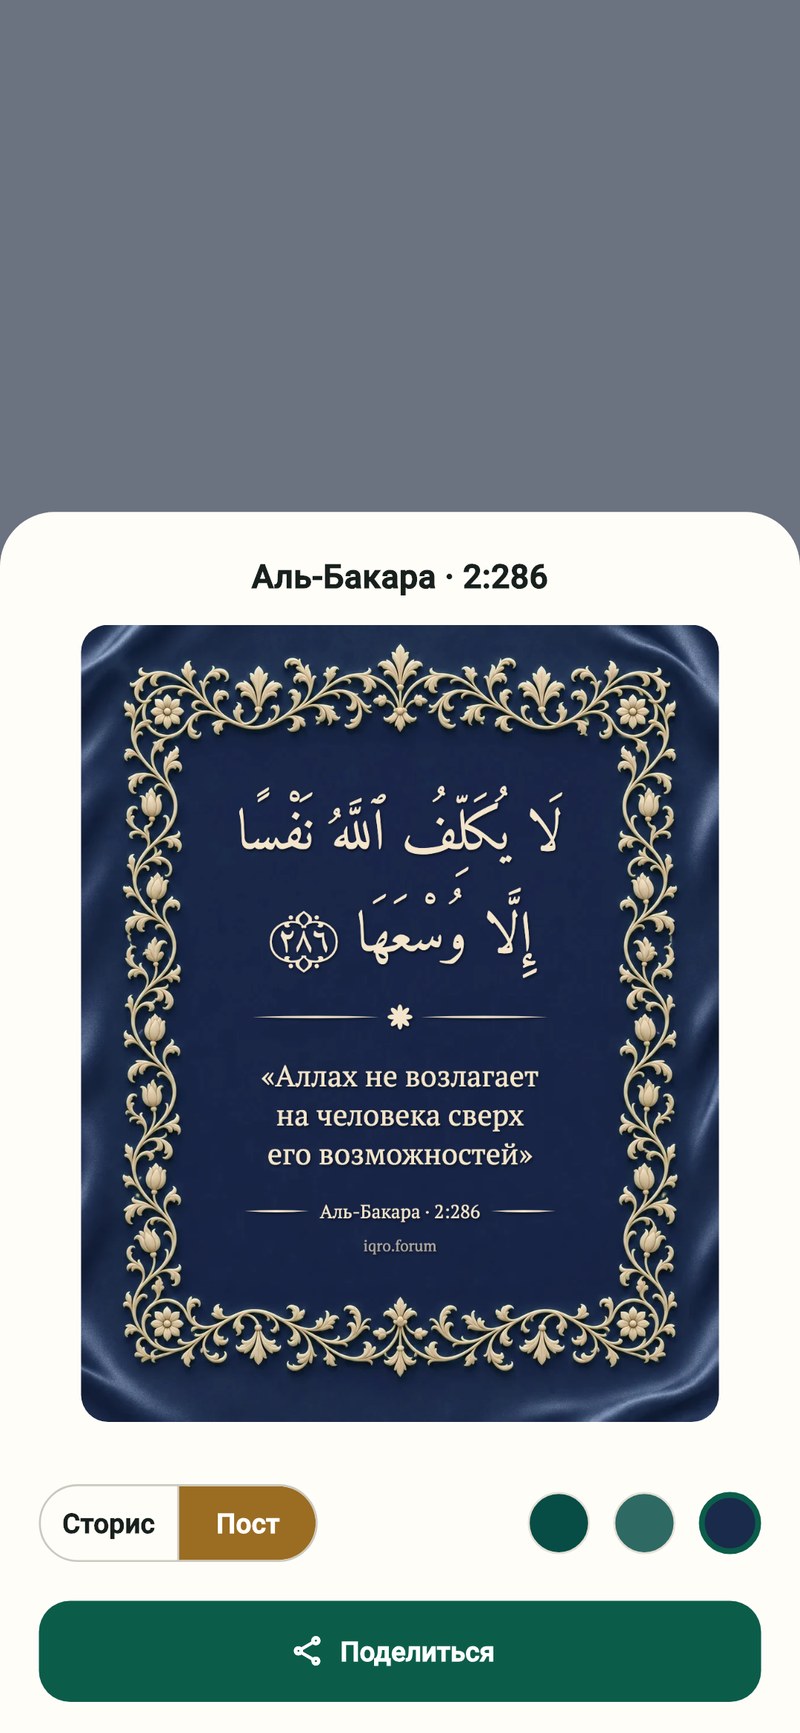 Аль-Бакара · 2:286
لَا يُكَلِّفُ ٱللَّهُ نَفْسًا
إِلَّا وُسْعَهَا ٢٨٦
«Аллах не возлагает
на человека сверх
его возможностей»
Аль-Бакара · 2:286
iqro.forum
Сторис
Пост
Поделиться